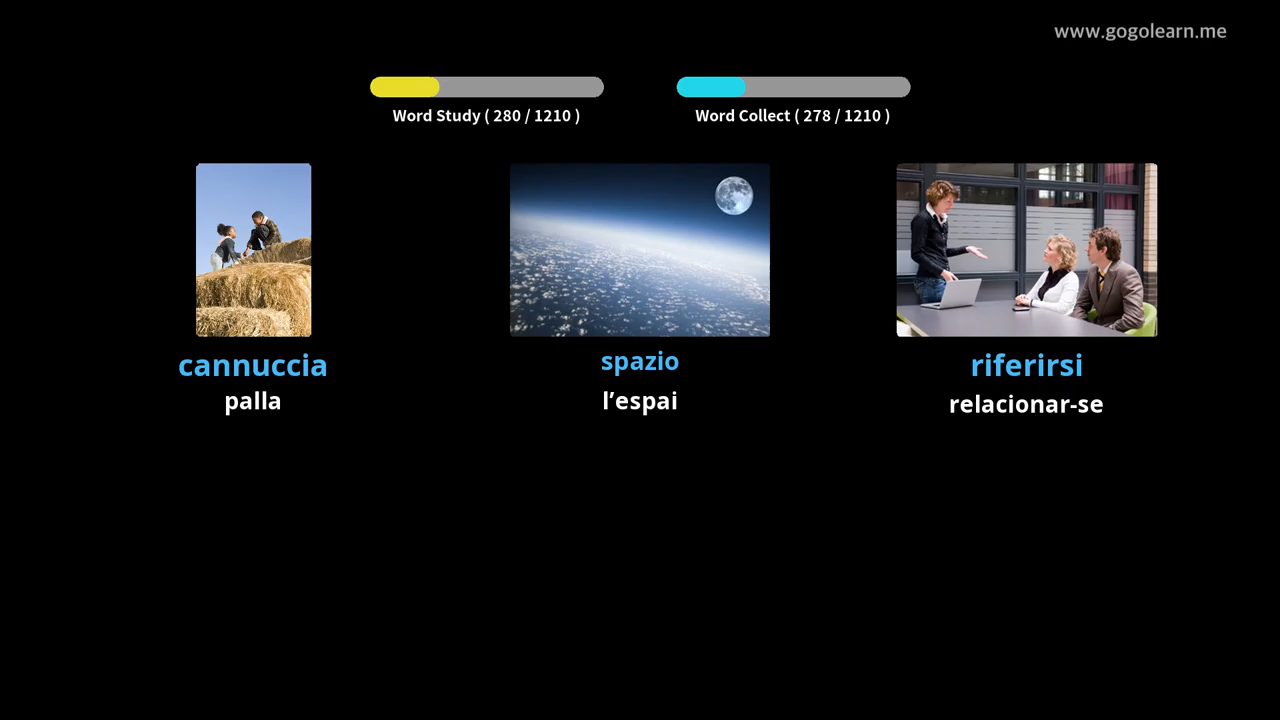 www.gogolearn.me
Word Study ( 280 / 1210 )
Word Collect ( 278 / 1210 )
cannuccia
palla
spazio
l’espai
riferirsi
relacionar-se